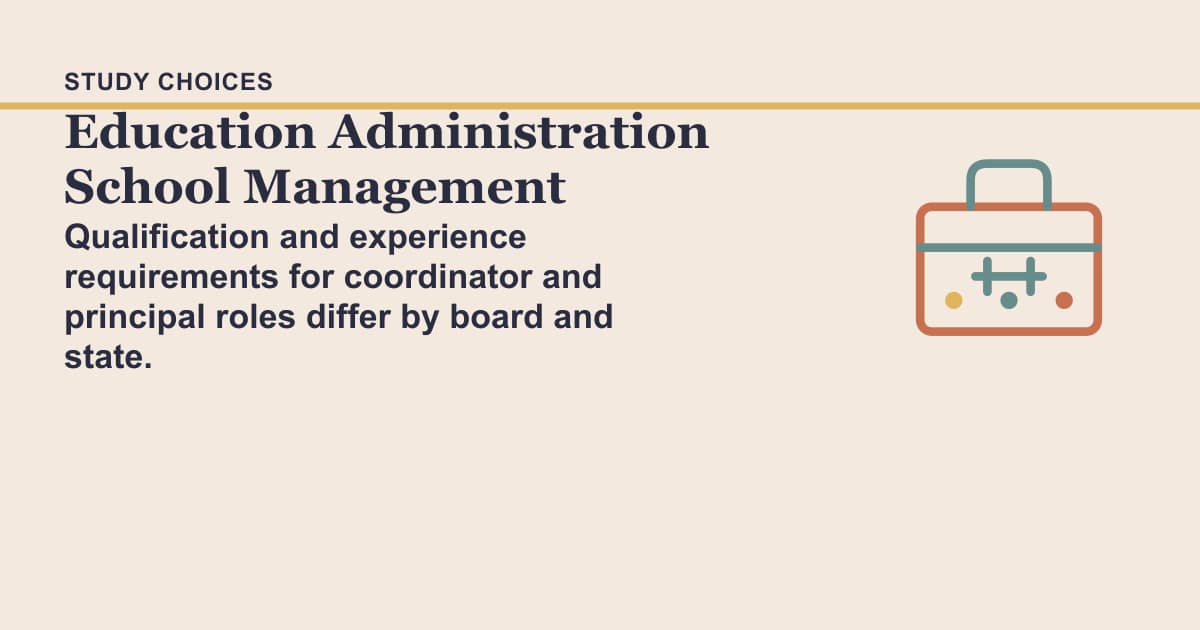 STUDY CHOICES
Education Administration
School Management
Qualification and experience
requirements for coordinator and
principal roles differ by board and
state.